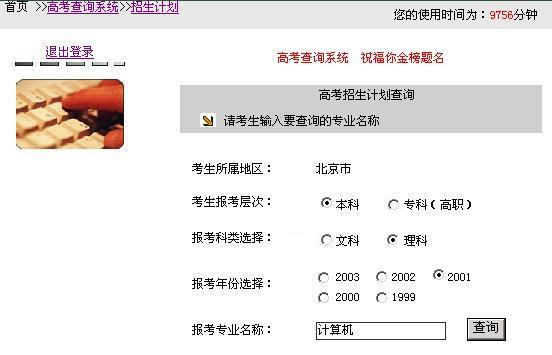 首页 >>高考查询系统>>招生计划
您的使用时间为：9756分钟
退出登录
高考查询系统 祝福你金榜题名
高考招生计划查询
请考生输入要查询的专业名称
考生所属地区： 北京市
考生报考层次： 本科 专科（高职）
报考科类选择： 文科 理科
报考年份选择： 2003 2002 2001
2000 1999
报考专业名称： 计算机 查询